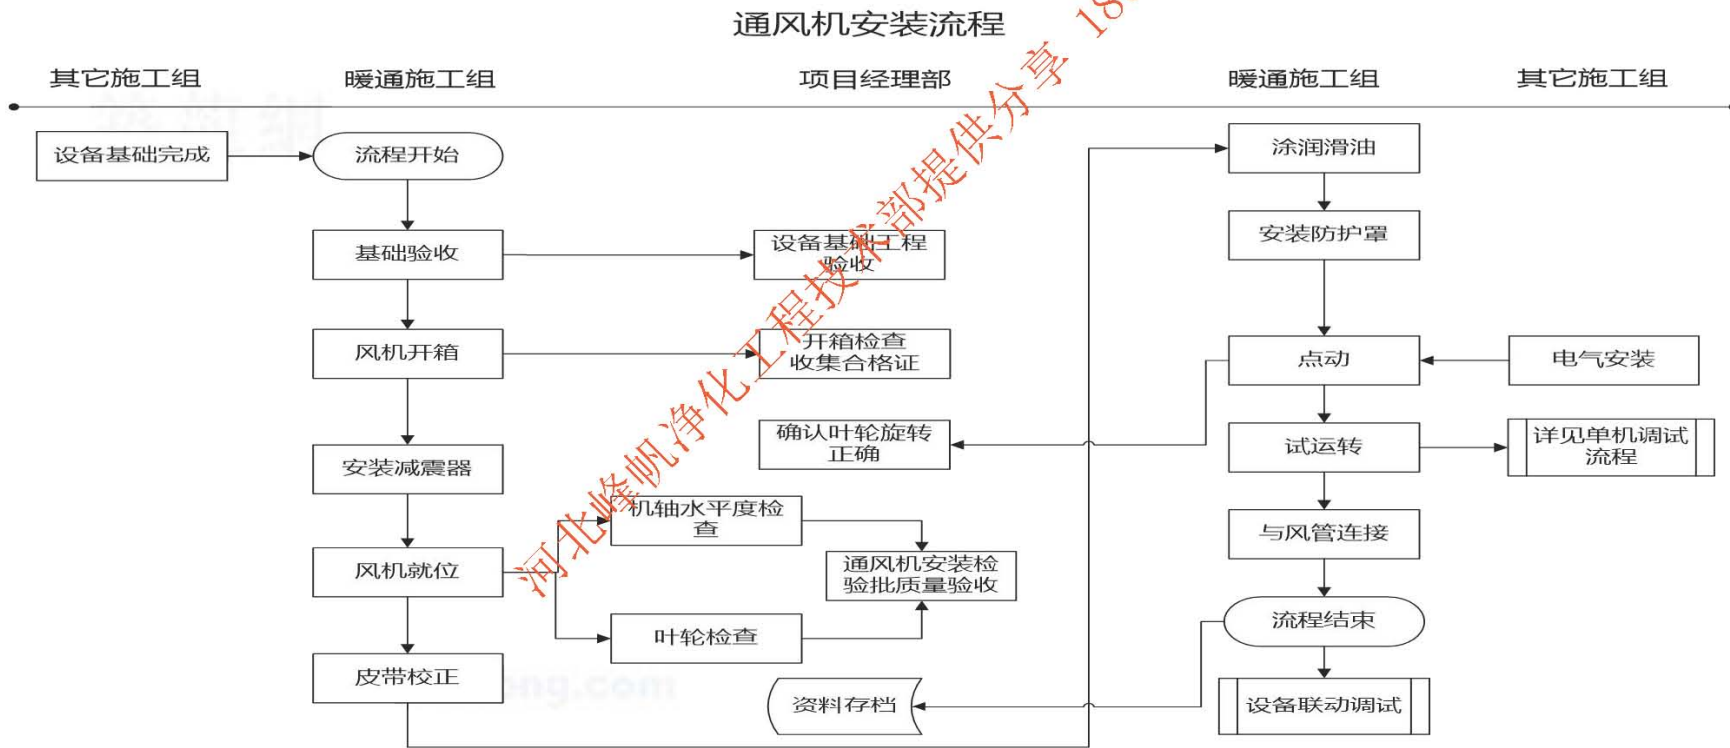 通风机安装流程
其它施工组
暖通施工组
项目经理部
暖通施工组
其它施工组
设备基础完成
流程开始
涂润滑油
基础验收
设备基础工程
验收
安装防护罩
风机开箱
开箱检查
收集合格证
点动
电气安装
安装减震器
确认叶轮旋转
正确
试运转
详见单机调试
流程
机轴水平度检
查
与风管连接
风机就位
通风机安装检
验批质量验收
叶轮检查
流程结束
皮带校正
资料存档
设备联动调试
河北峰帆净化工程技术部提供分享 18
ong.com